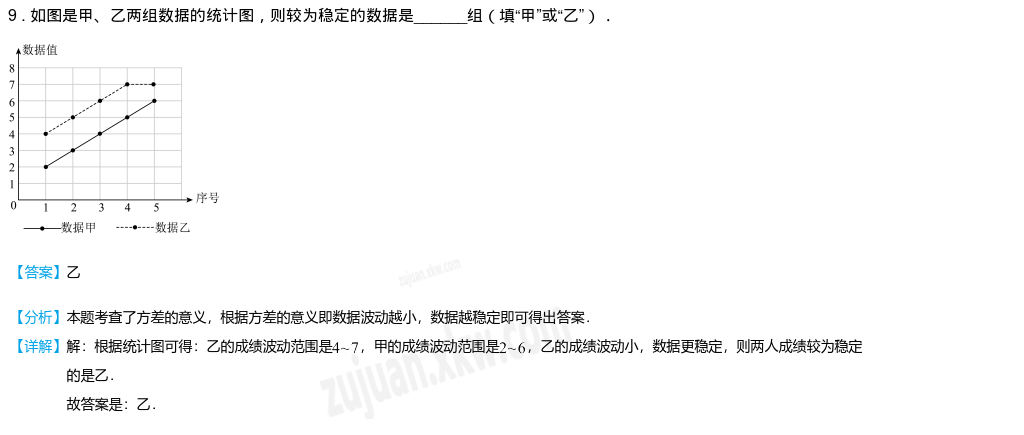 9．如图是甲、乙两组数据的统计图，则较为稳定的数据是______组（填“甲”或“乙”）．
数据值
8
7
6
5
4
3
2
1
0 1 2 3 4 5 序号
数据甲 数据乙
【答案】乙
zujuan.xkw.com
【分析】本题考查了方差的意义，根据方差的意义即数据波动越小，数据越稳定即可得出答案．
【详解】解：根据统计图可得：乙的成绩波动范围是4~7，甲的成绩波动范围是2~6，乙的成绩波动小，数据更稳定，则两人成绩较为稳定
的是乙．
故答案是：乙．
zujuan.xkw.com